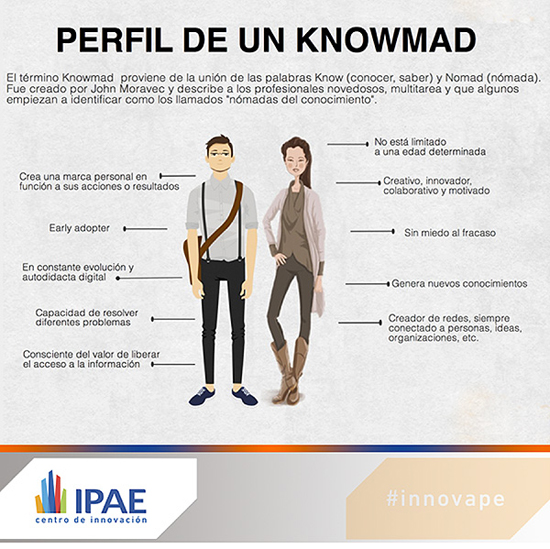 PERFIL DE UN KNOWMAD
El término Knowmad proviene de la unión de las palabras Know (conocer, saber) y Nomad (nómada).
Fue creado por John Moravec y describe a los profesionales novedosos, multitarea y que algunos
empiezan a identificar como los llamados "nómadas del conocimiento".
Crea una marca personal en
función a sus acciones o resultados
Early adopter
En constante evolución y
autodidacta digital
Capacidad de resolver
diferentes problemas
Consciente del valor de liberar
el acceso a la información
No está limitado
a una edad determinada
Creativo, innovador,
colaborativo y motivado
Sin miedo al fracaso
Genera nuevos conocimientos
Creador de redes, siempre
conectado a personas, ideas,
organizaciones, etc.
IPAE
centro de innovación
#innovape